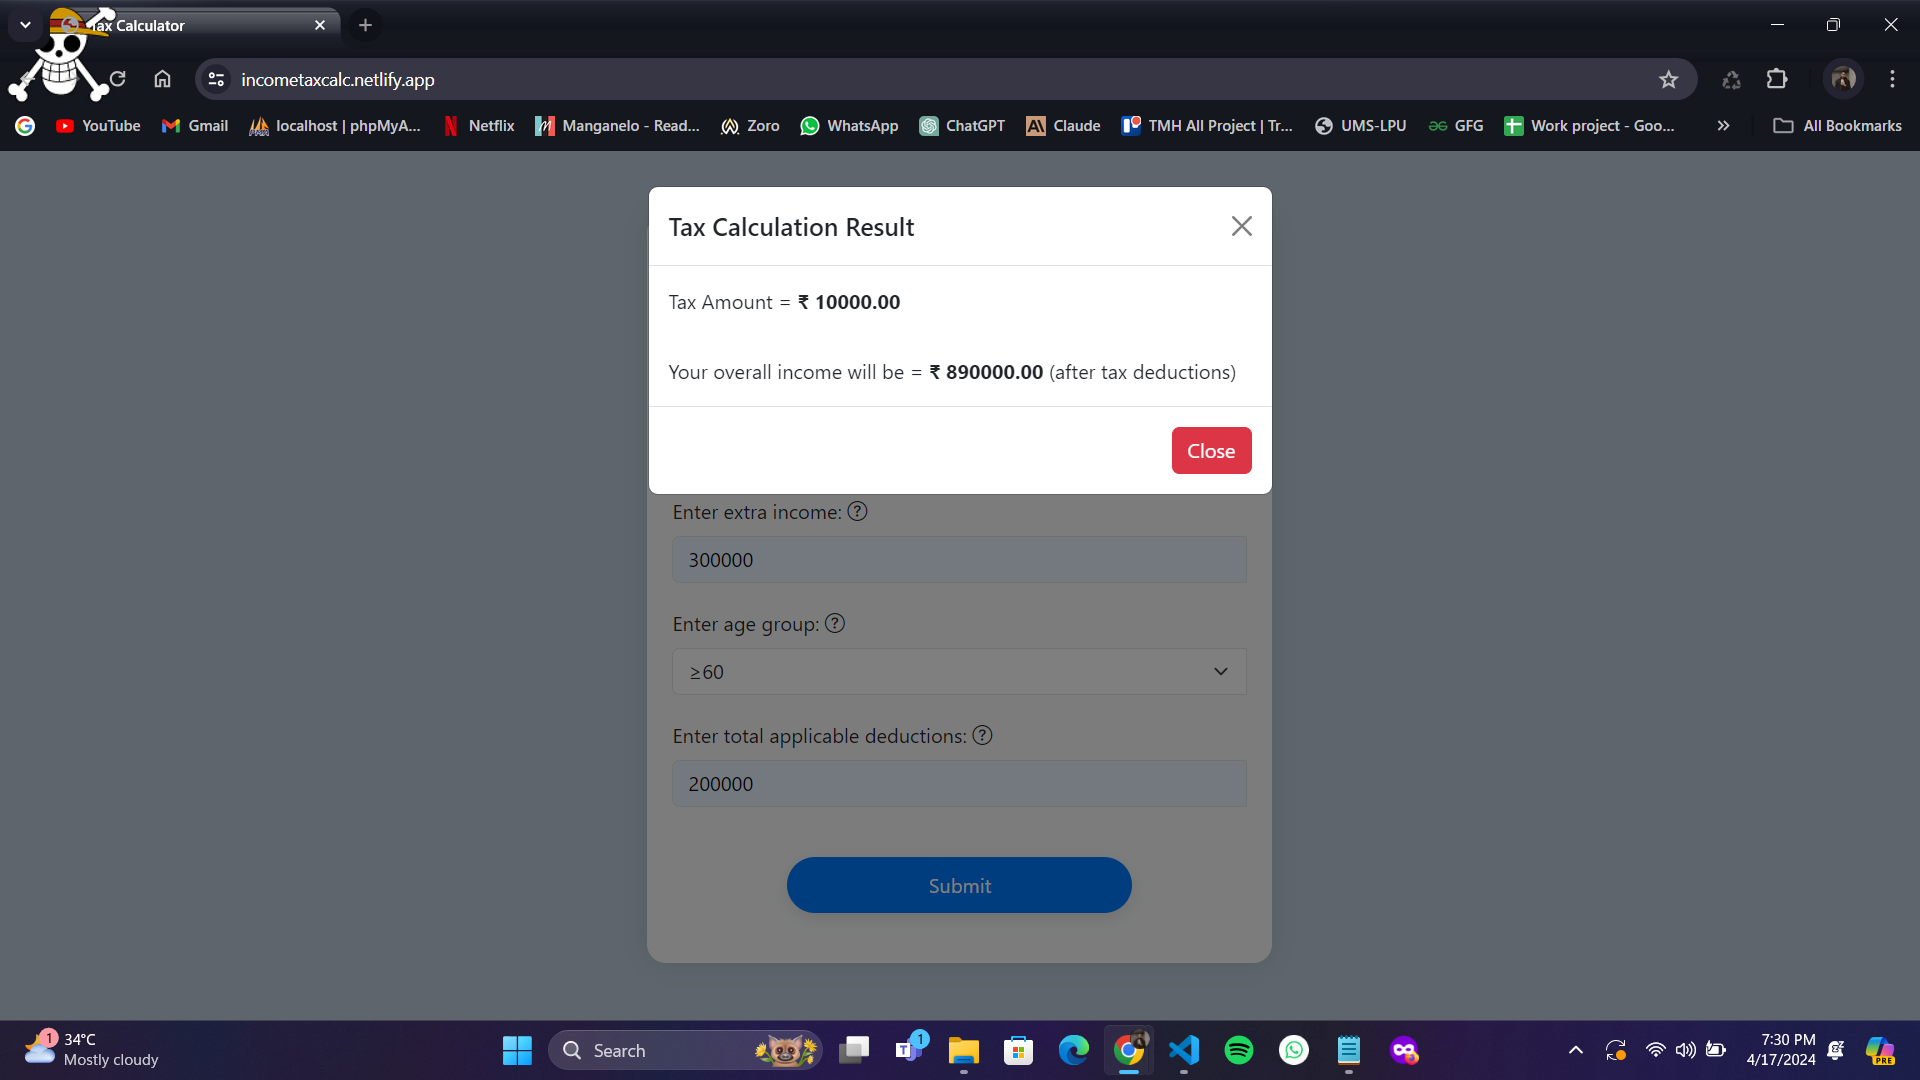 Tax Calculator
incometaxcalc.netlify.app
YouTube
Gmail
localhost | phpMyA...
Netflix
Manganelo - Read...
Zoro
WhatsApp
ChatGPT
Claude
TMH All Project | Tr...
UMS-LPU
GFG
Work project - Goo...
All Bookmarks
Tax Calculation Result
Tax Amount = ₹ 10000.00
Your overall income will be = ₹ 890000.00 (after tax deductions)
Close
Enter extra income:
300000
Enter age group:
≥60
Enter total applicable deductions:
200000
Submit
1
34°C
Mostly cloudy
Search
1
7:30 PM
4/17/2024
PRE